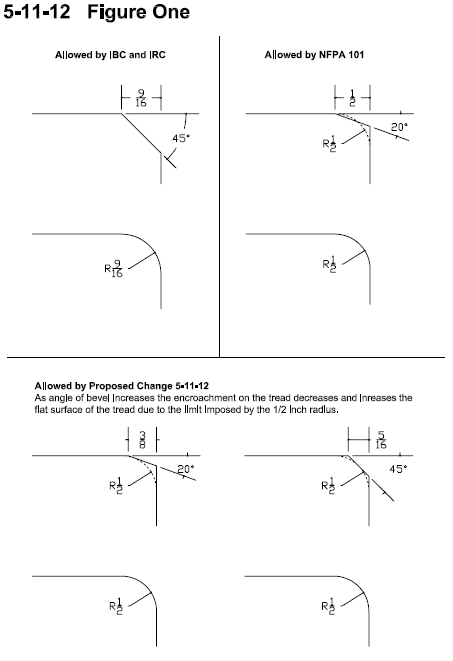 5-11-12 Figure One
Allowed by IBC and IRC
9/16
45°
R9/16
Allowed by NFPA 101
1/2
20°
R1/2
R1/2
Allowed by Proposed Change 5-11-12
As angle of bevel Increases the encroachment on the tread decreases and Inreases the
flat surface of the tread due to the limit Imposed by the 1/2 Inch radius.
3/8
20°
R1/2
5/16
45°
R1/2
R1/2
R1/2